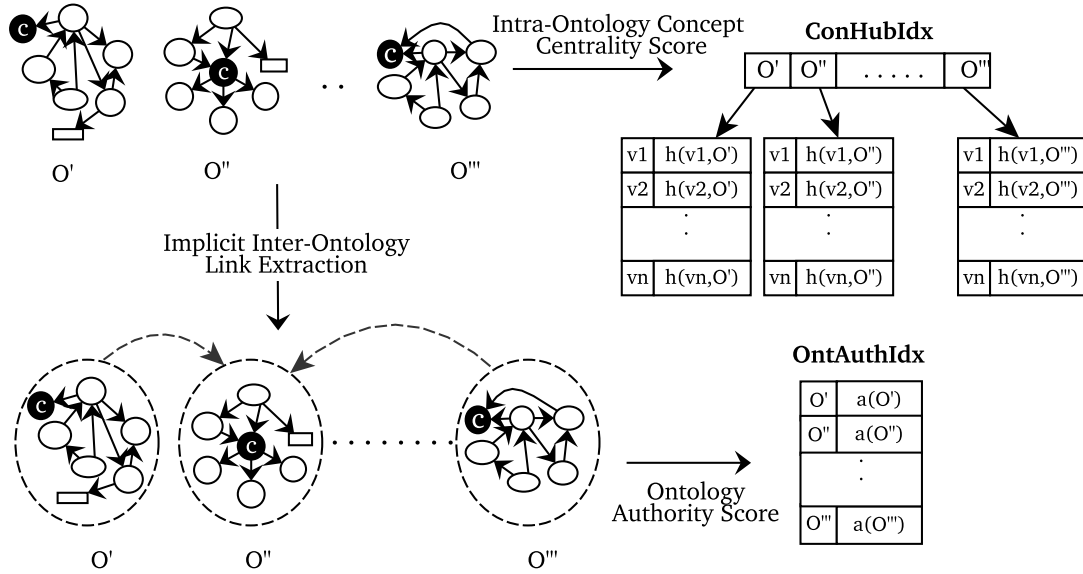 C
C
C
. .
O'
O''
O'''
Intra-Ontology Concept
Centrality Score
ConHubIdx
O' O'' . . . . . O'''
v1 h(v1,O')
v2 h(v2,O')
.
.
vn h(vn,O')
v1 h(v1,O'')
v2 h(v2,O'')
.
.
vn h(vn,O'')
v1 h(v1,O''')
v2 h(v2,O''')
.
.
vn h(vn,O''')
Implicit Inter-Ontology
Link Extraction
C
C
. . . . . . . . . . . .
C
O'
O''
O'''
Ontology
Authority Score
OntAuthIdx
O' a(O')
O'' a(O'')
.
.
O''' a(O''')